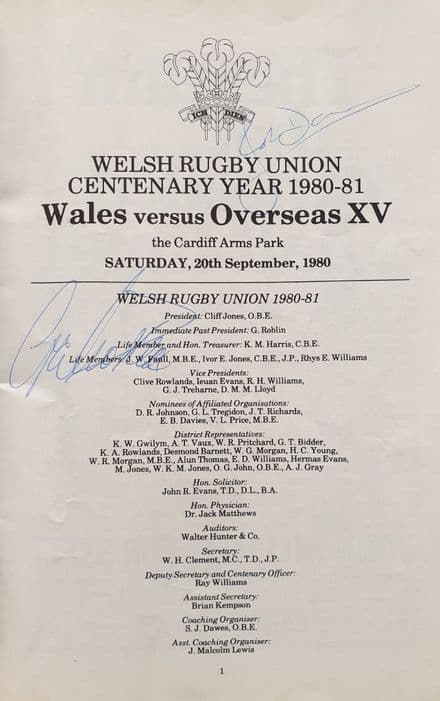 ICH DIEN
WELSH RUGBY UNION
CENTENARY YEAR 1980-81
Wales versus Overseas XV
the Cardiff Arms Park
SATURDAY, 20th September, 1980
WELSH RUGBY UNION 1980-81
President: Cliff Jones, O.B.E.
Immediate Past President: G. Roblin
Life Member and Hon. Treasurer: K. M. Harris, C.B.E.
Life Members: J. W. Faull, M.B.E., Ivor E. Jones, C.B.E., J.P., Rhys E. Williams
Vice Presidents:
Clive Rowlands, Ieuan Evans, R. H. Williams,
G. J. Treharne, D. M. M. Lloyd
Nominees of Affiliated Organisations:
D. R. Johnson, G. L. Tregidon, J. T. Richards,
E. B. Davies, V. L. Price, M.B.E.
District Representatives:
K. W. Gwilym, A. T. Vaux, W. R. Pritchard, G. T. Bidder,
K. A. Rowlands, Desmond Barnett, W. G. Morgan, H. C. Young,
W. R. Morgan, M.B.E., Alun Thomas, E. D. Williams, Hermas Evans,
M. Jones, W. K. M. Jones, O. G. John, O.B.E., A. J. Gray
Hon. Solicitor:
John R. Evans, T.D., D.L., B.A.
Hon. Physician:
Dr. Jack Matthews
Auditors:
Walter Hunter & Co.
Secretary:
W. H. Clement, M.C., T.D., J.P.
Deputy Secretary and Centenary Officer:
Ray Williams
Assistant Secretary:
Brian Kempson
Coaching Organiser:
S. J. Dawes, O.B.E.
Asst. Coaching Organiser:
J. Malcolm Lewis
1